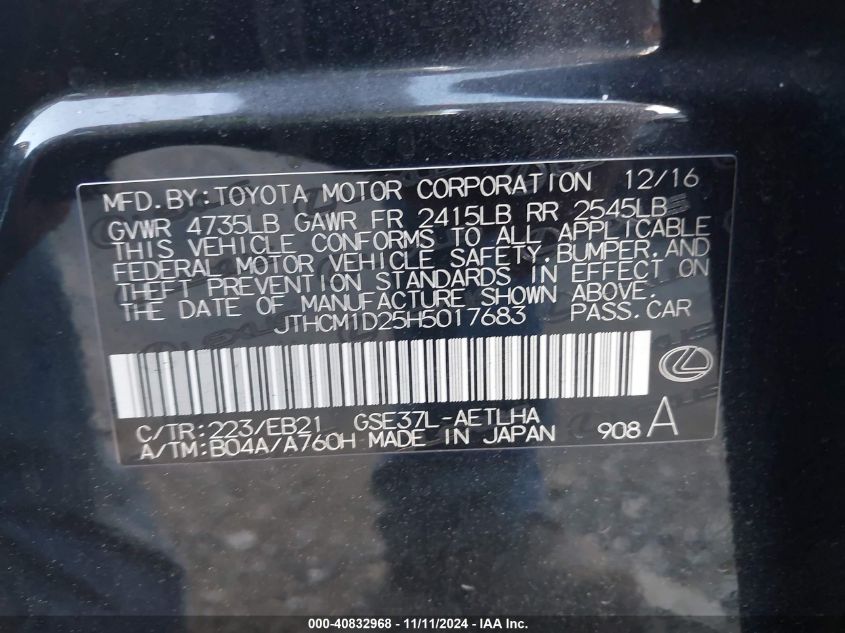 MFD.BY:TOYOTA MOTOR CORPORATION 12/16
GVWR 4735LB GAWR FR 2415LB RR 2545LB
THIS VEHICLE CONFORMS TO ALL APPLICABLE
FEDERAL MOTOR VEHICLE SAFETY,BUMPER,AND
THEFT PREVENTION STANDARDS IN EFFECT ON
THE DATE OF MANUFACTURE SHOWN ABOVE.
JTHCM1D25H5017683 PASS.CAR
C/TR:223/EB21 GSE37L-AETLHA
A/TM:B04A/A760H MADE IN JAPAN 908A
000-40832968 - 11/11/2024 - IAA Inc.